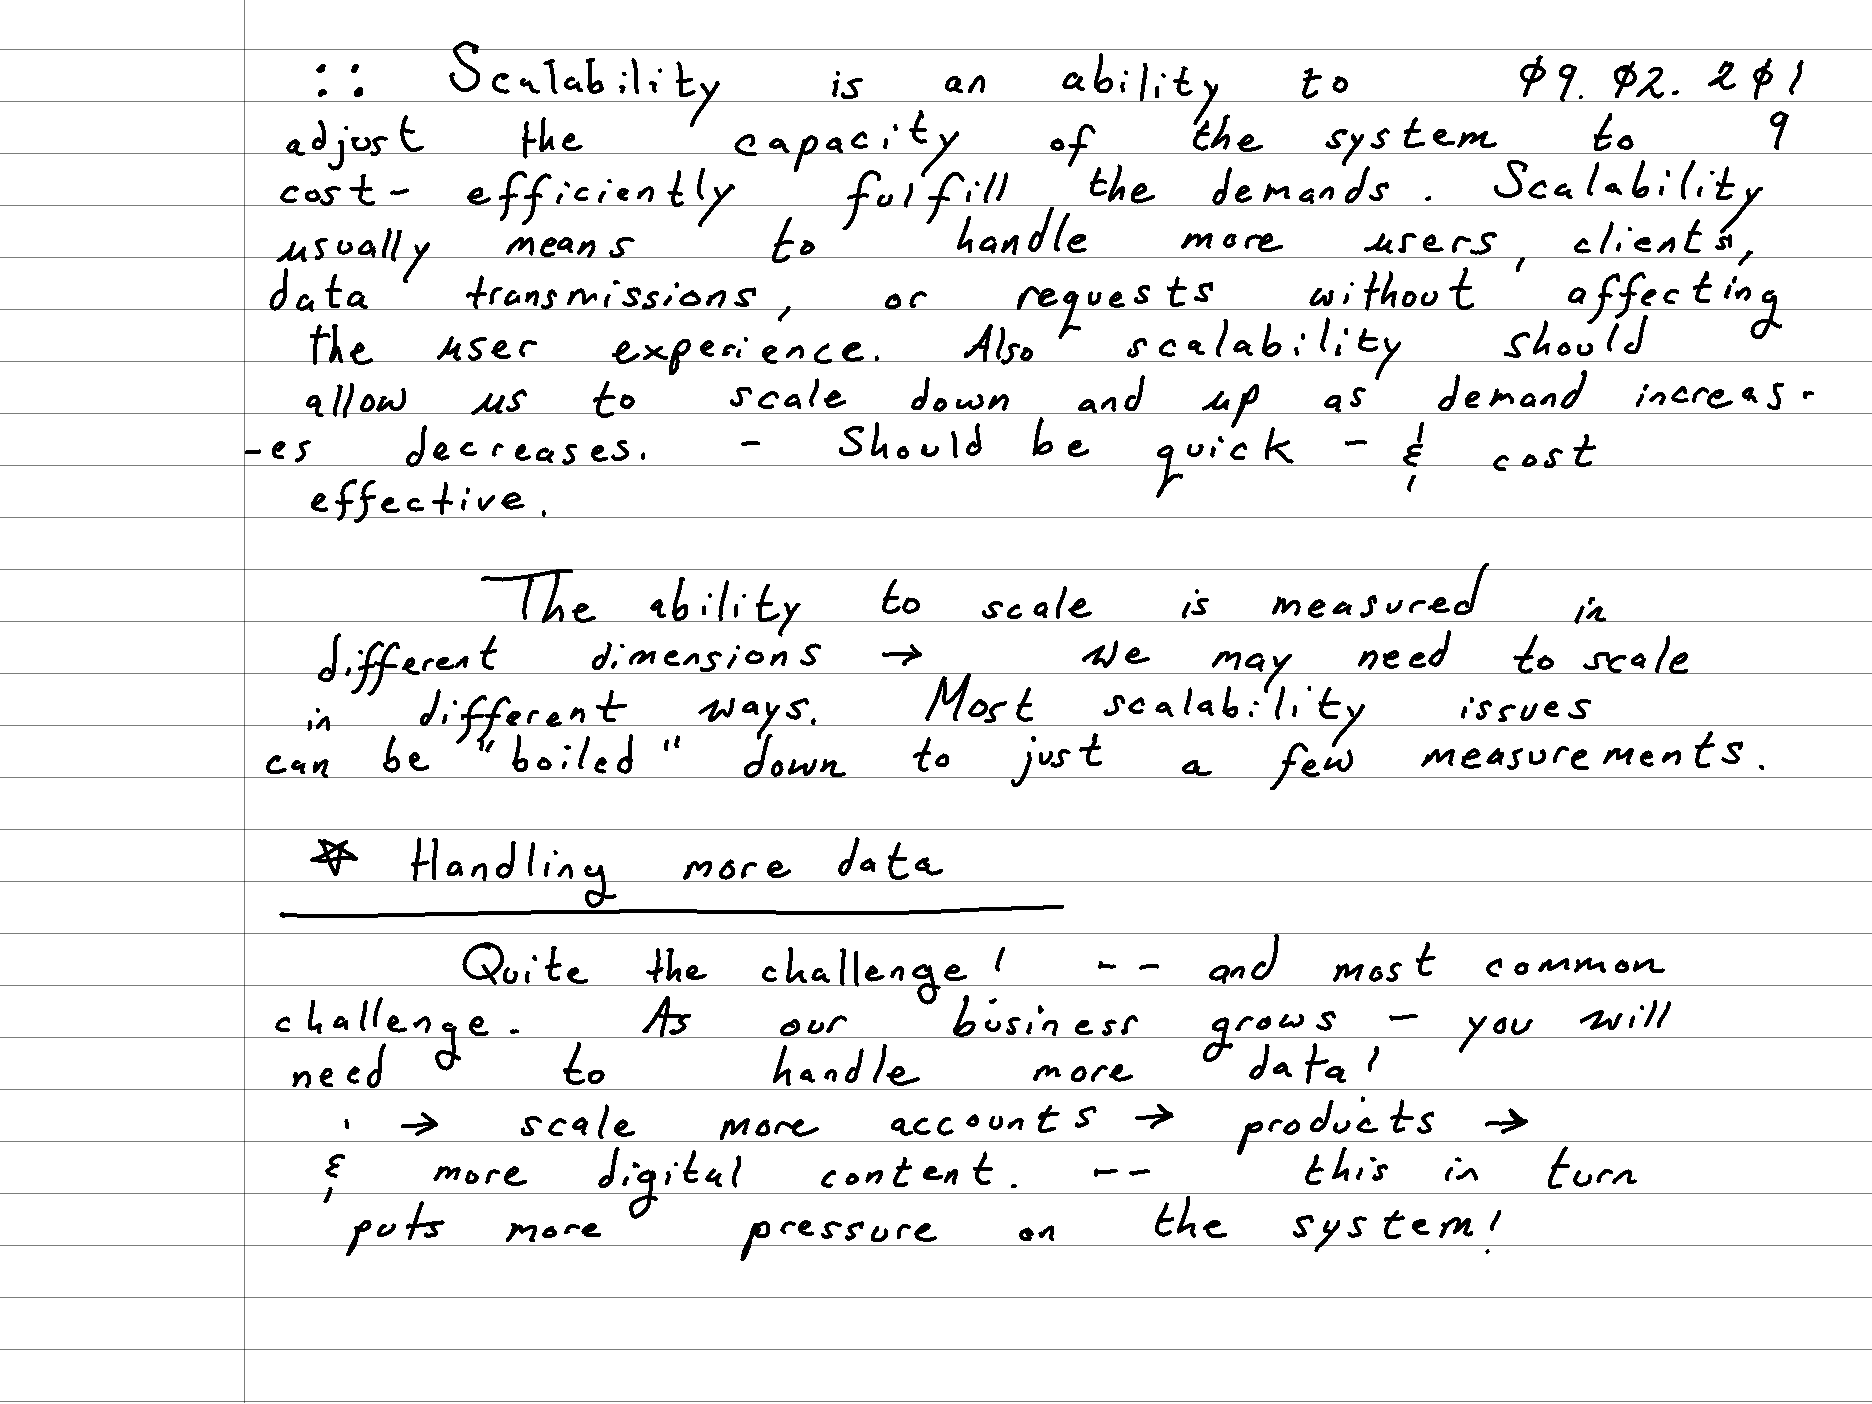 :: Scalability is an ability to 09.02.201
adjust the capacity of the system to 9
cost- efficiently fulfill the demands. Scalability
usually means to handle more users, clients,
data transmissions, or requests without affecting
the user experience. Also scalability should
allow us to scale down and up as demand increas-
-es decreases. - Should be quick - & cost
effective.
The ability to scale is measured in
different dimensions → We may need to scale
in different ways. Most scalability issues
can be "boiled" down to just a few measurements.
☆ Handling more data
Quite the challenge! -- and most common
challenge. As our business grows - you will
need to handle more data!
→ scale more accounts → products →
& more digital content. -- this in turn
puts more pressure on the system!